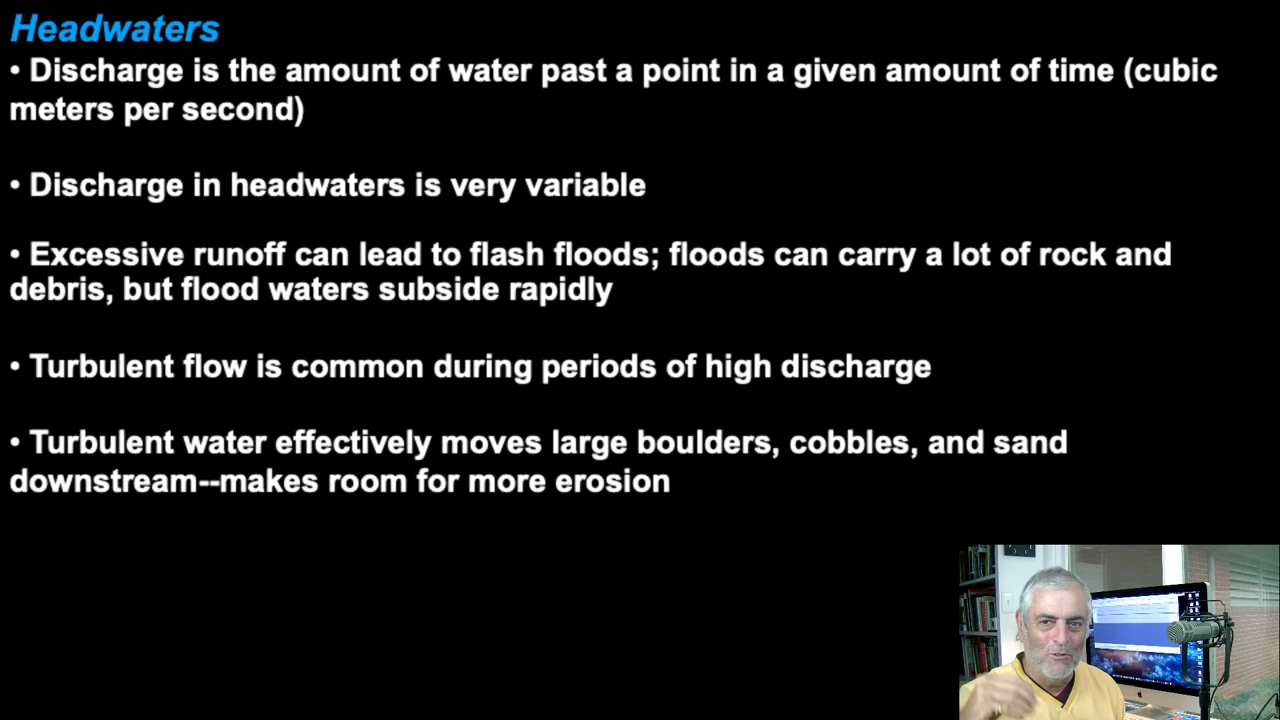 Headwaters
• Discharge is the amount of water past a point in a given amount of time (cubic
meters per second)
• Discharge in headwaters is very variable
• Excessive runoff can lead to flash floods; floods can carry a lot of rock and
debris, but flood waters subside rapidly
• Turbulent flow is common during periods of high discharge
• Turbulent water effectively moves large boulders, cobbles, and sand
downstream--makes room for more erosion